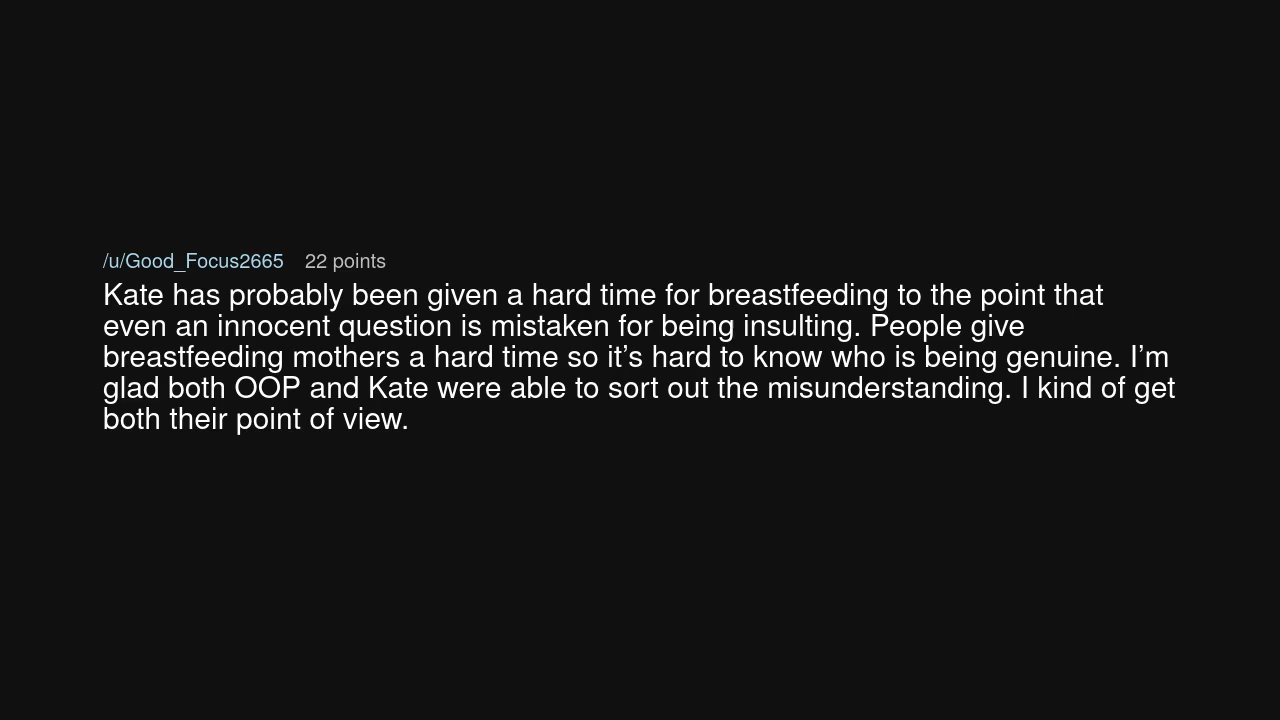 /u/Good_Focus2665 22 points
Kate has probably been given a hard time for breastfeeding to the point that
even an innocent question is mistaken for being insulting. People give
breastfeeding mothers a hard time so it’s hard to know who is being genuine. I’m
glad both OOP and Kate were able to sort out the misunderstanding. I kind of get
both their point of view.